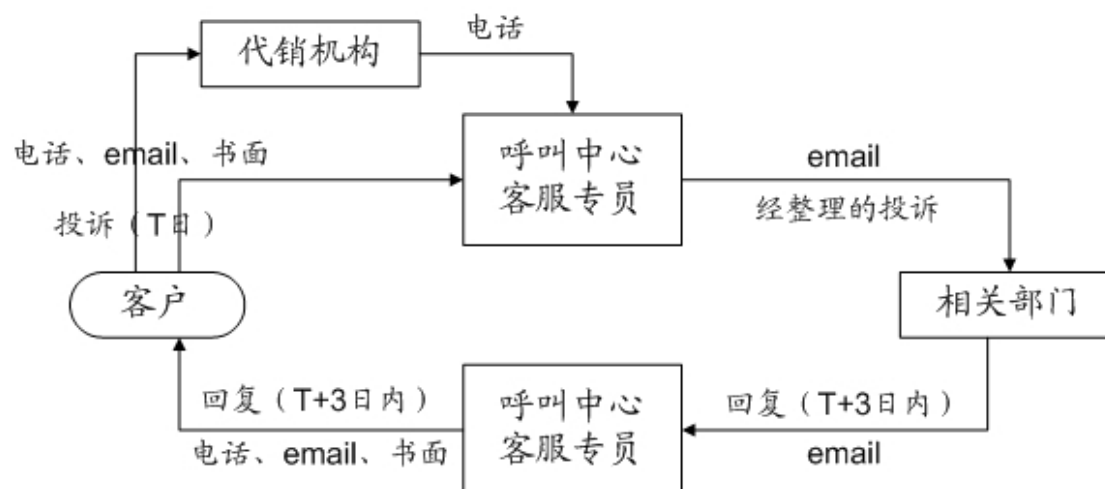 代销机构
电话
电话、email、书面
投诉（T日）
呼叫中心
客服专员
email
经整理的投诉
客户
相关部门
回复（T+3日内）
电话、email、书面
呼叫中心
客服专员
回复（T+3日内）
email